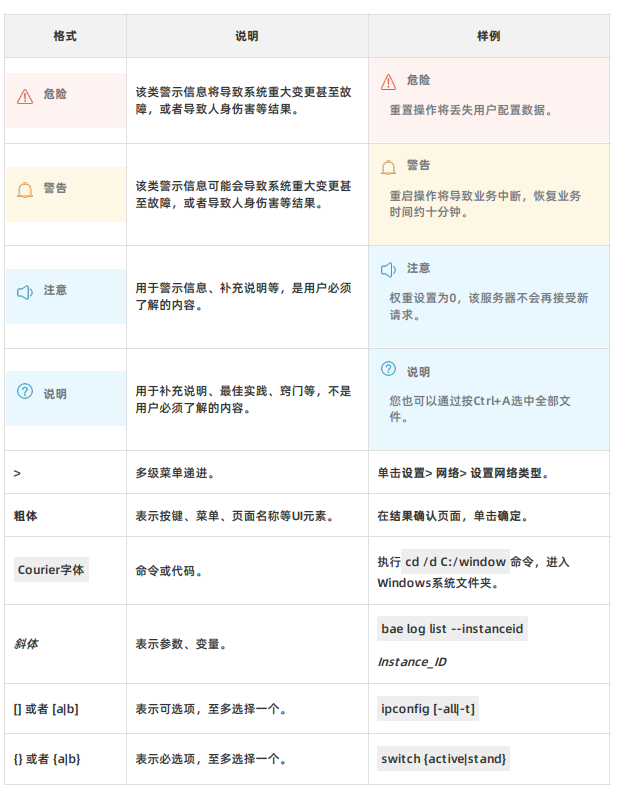 格式 说明 样例
危险
该类警示信息将导致系统重大变更甚至故
障，或者导致人身伤害等结果。
危险
重置操作将丢失用户配置数据。
警告
该类警示信息可能会导致系统重大变更甚
至故障，或者导致人身伤害等结果。
警告
重启操作将导致业务中断，恢复业务
时间约十分钟。
注意
用于警示信息、补充说明等，是用户必须
了解的内容。
注意
权重设置为0，该服务器不会再接受新
请求。
说明
用于补充说明、最佳实践、窍门等，不是
用户必须了解的内容。
说明
您也可以通过按Ctrl+A选中全部文
件。
> 多级菜单递进。 单击设置> 网络> 设置网络类型。
粗体 表示按键、菜单、页面名称等UI元素。 在结果确认页面，单击确定。
Courier字体 命令或代码。
执行 cd /d C:/window 命令，进入
Windows系统文件夹。
斜体 表示参数、变量。
bae log list --instanceid
Instance_ID
[] 或者 [a|b] 表示可选项，至多选择一个。 ipconfig [-all|-t]
{} 或者 {a|b} 表示必选项，至多选择一个。 switch {active|stand}